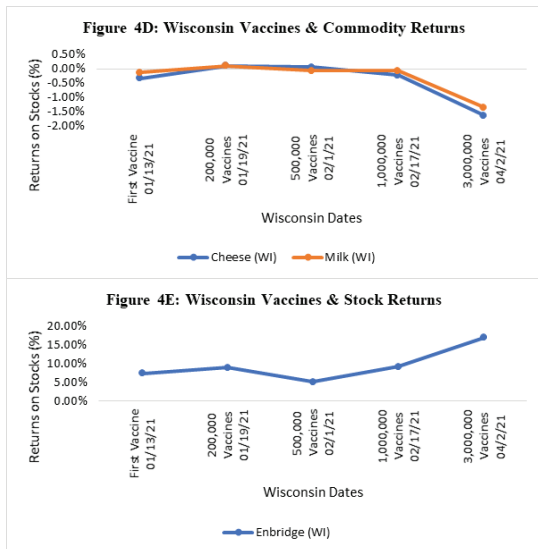 Figure 4D: Wisconsin Vaccines & Commodity Returns
Returns on Stocks (%)
0.50%
0.00%
-0.50%
-1.00%
-1.50%
-2.00%
First Vaccine
01/13/21
200,000
Vaccines
01/19/21
500,000
Vaccines
02/1/21
1,000,000
Vaccines
02/17/21
3,000,000
Vaccines
04/2/21
Wisconsin Dates
Cheese (WI)
Milk (WI)
Figure 4E: Wisconsin Vaccines & Stock Returns
Returns on Stocks (%)
20.00%
15.00%
10.00%
5.00%
0.00%
First Vaccine
01/13/21
200,000
Vaccines
01/19/21
500,000
Vaccines
02/1/21
1,000,000
Vaccines
02/17/21
3,000,000
Vaccines
04/2/21
Wisconsin Dates
Enbridge (WI)